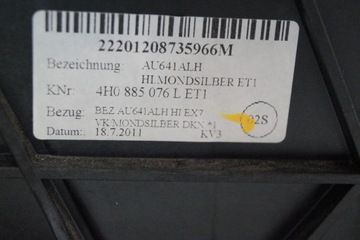 22201208735966M
Bezeichnung: AU641ALH
HI.MONDSILBER ET1
KNr: 4H0 885 076 L ET1
Bezug: BEZ AU641ALH HI EX7
VK MONDSILBER DKN *1
02S
Datum: 18.7.2011 KV3